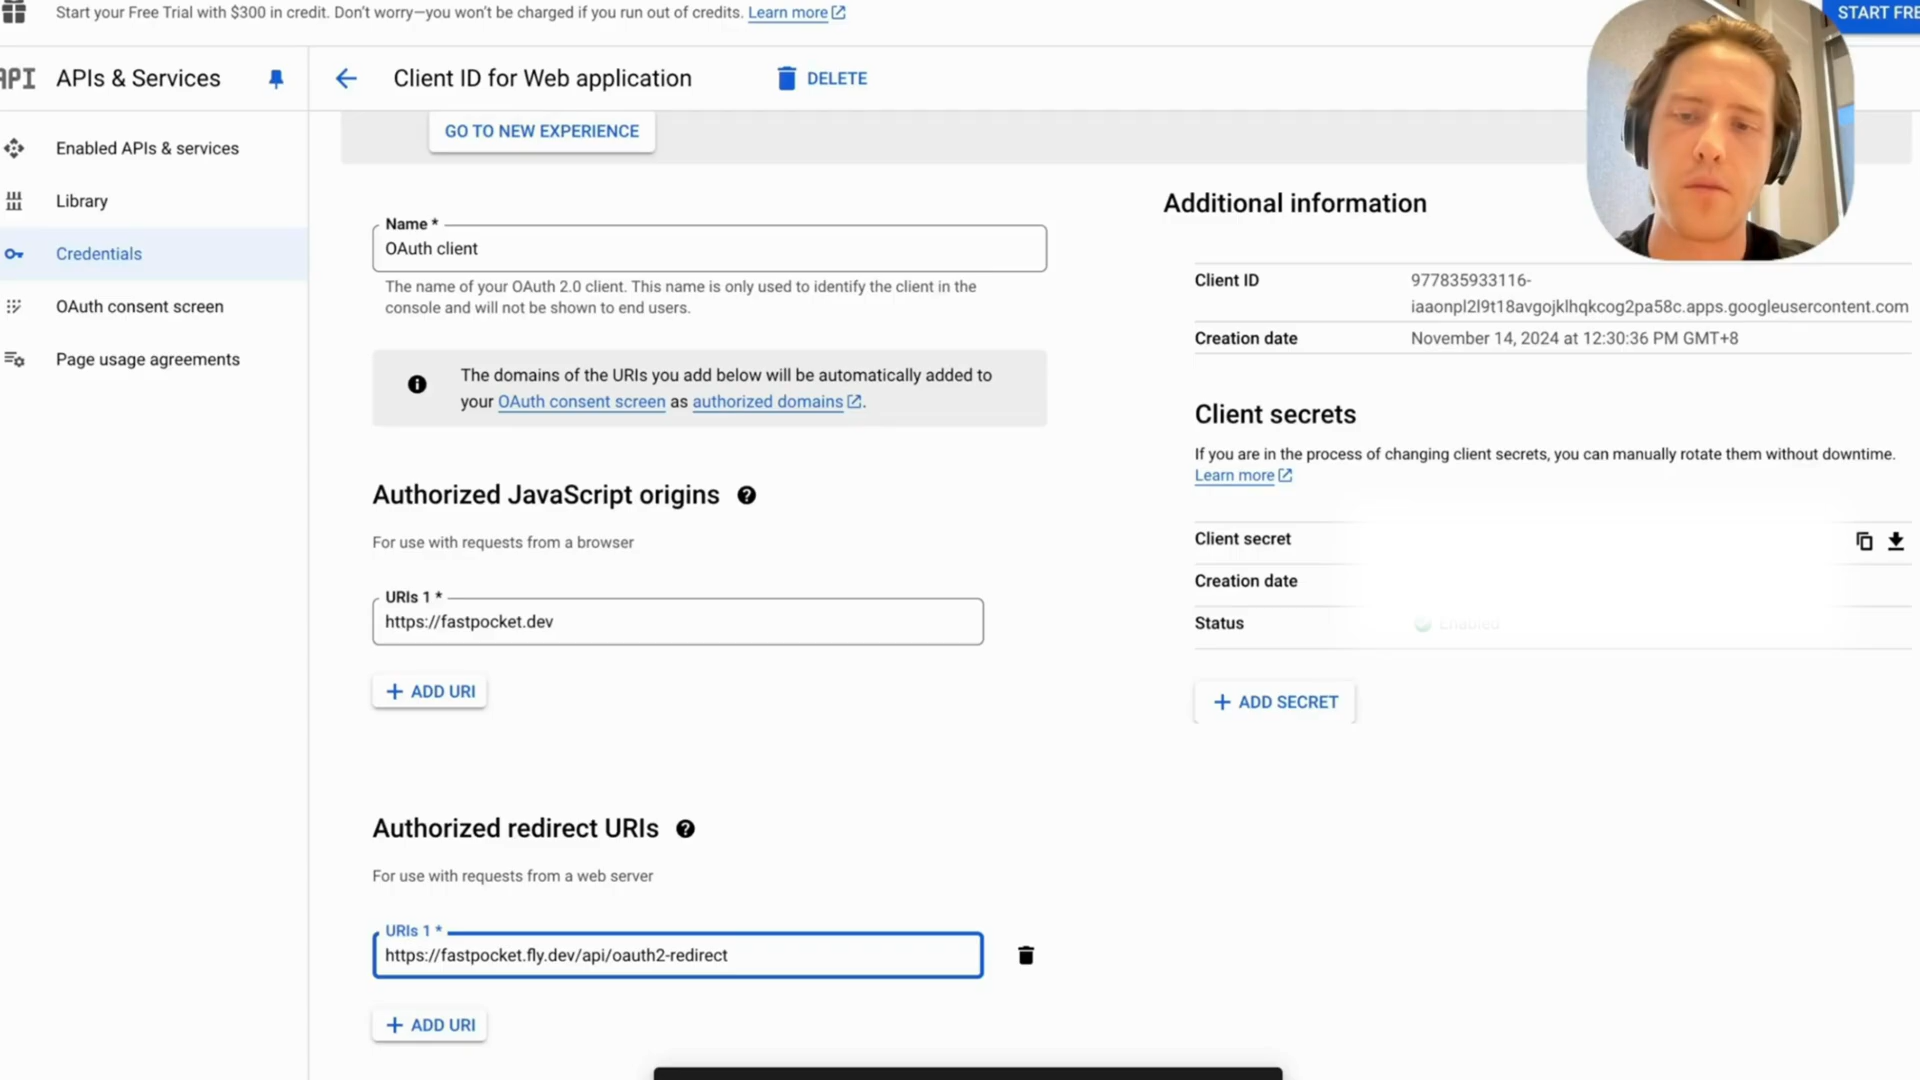 Start your Free Trial with $300 in credit. Don't worry—you won't be charged if you run out of credits. Learn more
START FRE
API APIs & Services
Client ID for Web application
DELETE
Enabled APIs & services
Library
Credentials
OAuth consent screen
Page usage agreements
GO TO NEW EXPERIENCE
Name *
OAuth client
The name of your OAuth 2.0 client. This name is only used to identify the client in the
console and will not be shown to end users.
The domains of the URIs you add below will be automatically added to
your OAuth consent screen as authorized domains.
Authorized JavaScript origins
For use with requests from a browser
URIs 1 *
https://fastpocket.dev
+ ADD URI
Authorized redirect URIs
For use with requests from a web server
URIs 1 *
https://fastpocket.fly.dev/api/oauth2-redirect
+ ADD URI
Additional information
Client ID
977835933116-
iaaonpl2l9t18avgojklhqkcog2pa58c.apps.googleusercontent.com
Creation date
November 14, 2024 at 12:30:36 PM GMT+8
Client secrets
If you are in the process of changing client secrets, you can manually rotate them without downtime.
Learn more
Client secret
Creation date
Status
Enabled
+ ADD SECRET